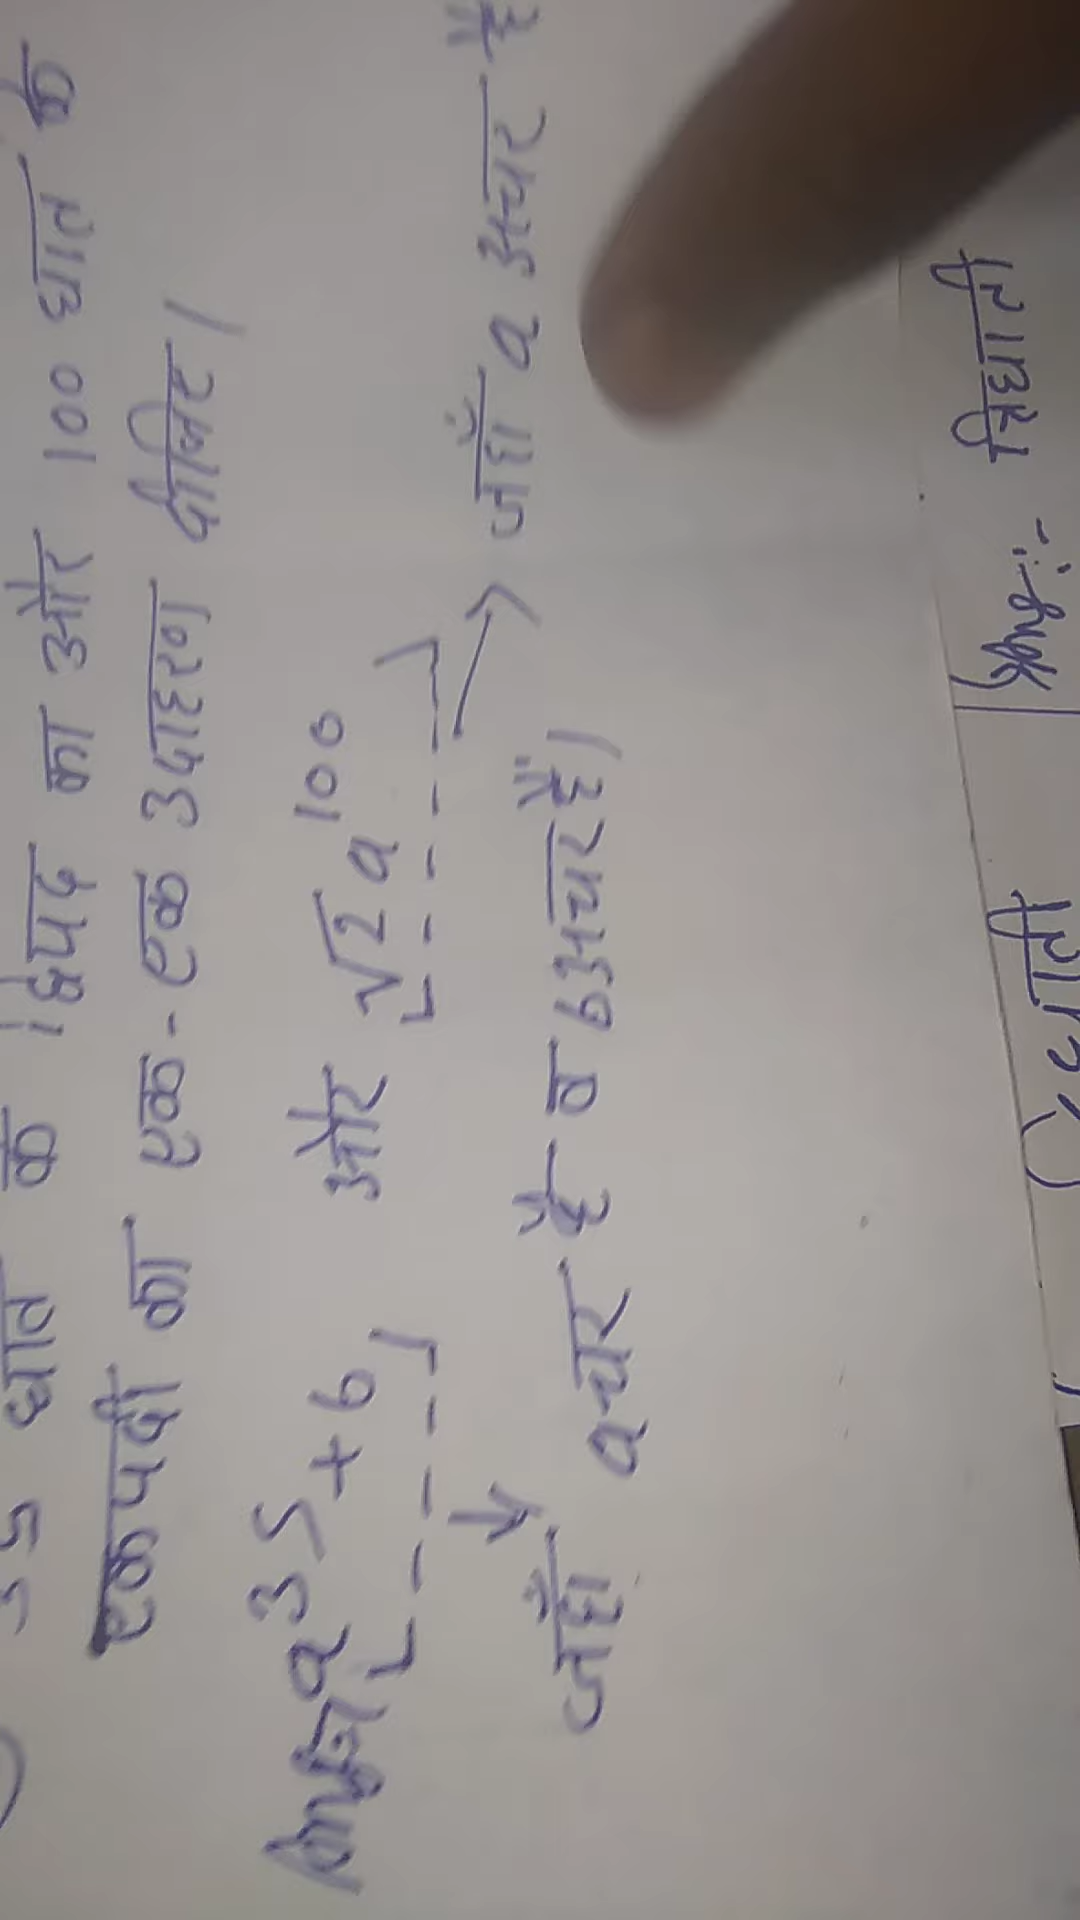 35 घात के द्विपद का और 100 घात के
एकपदी का एक-एक उदाहरण दीजिए।
a³⁵+b और √2 a¹⁰⁰
→ जहाँ a अचर है
जहाँ a चर है व b अचर है।